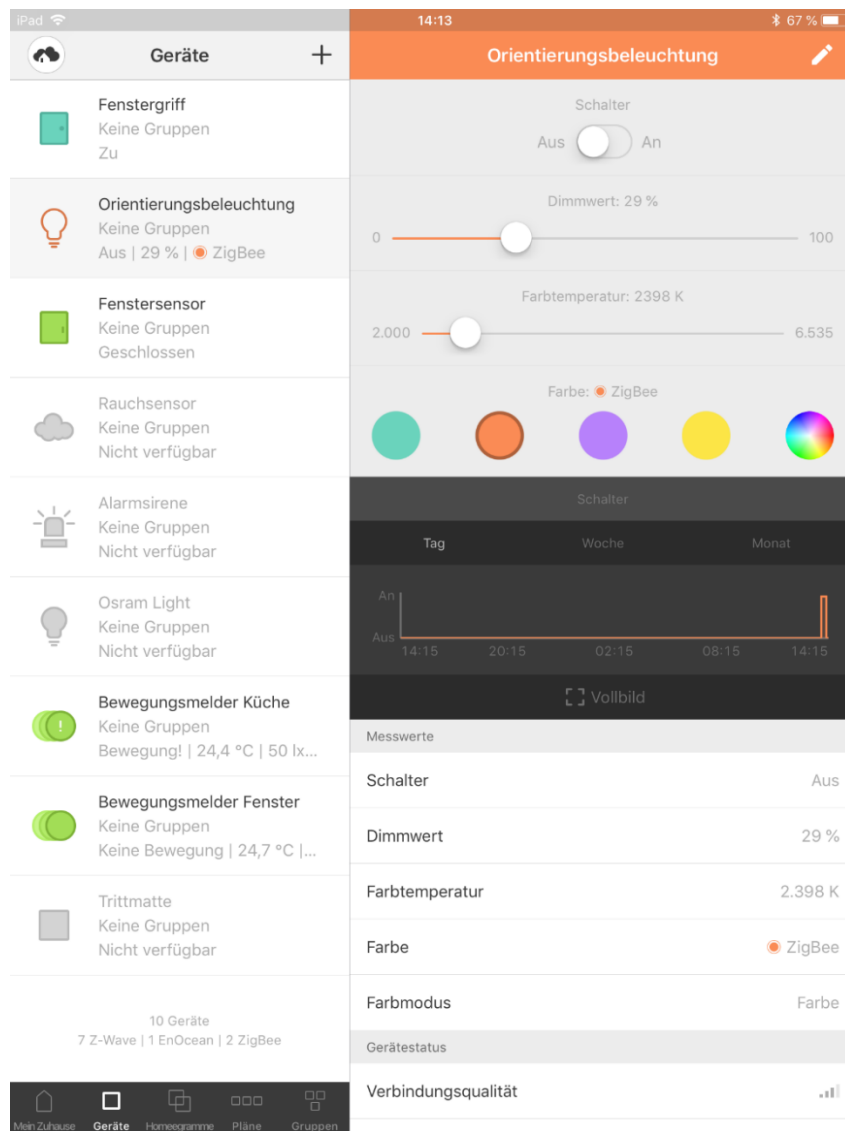 iPad
14:13
67 %
Geräte
+
Fenstergriff
Keine Gruppen
Zu
Orientierungsbeleuchtung
Keine Gruppen
Aus | 29 % | ZigBee
Fenstersensor
Keine Gruppen
Geschlossen
Rauchsensor
Keine Gruppen
Nicht verfügbar
Alarmsirene
Keine Gruppen
Nicht verfügbar
Osram Light
Keine Gruppen
Nicht verfügbar
Bewegungsmelder Küche
Keine Gruppen
Bewegung! | 24,4 °C | 50 lx...
Bewegungsmelder Fenster
Keine Gruppen
Keine Bewegung | 24,7 °C |...
Trittmatte
Keine Gruppen
Nicht verfügbar
10 Geräte
7 Z-Wave | 1 EnOcean | 2 ZigBee
Mein Zuhause Geräte Homeegramme Pläne Gruppen
Orientierungsbeleuchtung
Schalter
Aus An
Dimmwert: 29 %
0 100
Farbtemperatur: 2398 K
2.000 6.535
Farbe: ZigBee
Schalter
Tag Woche Monat
An
Aus
14:15 20:15 02:15 08:15 14:15
Vollbild
Messwerte
Schalter Aus
Dimmwert 29 %
Farbtemperatur 2.398 K
Farbe ZigBee
Farbmodus Farbe
Gerätestatus
Verbindungsqualität